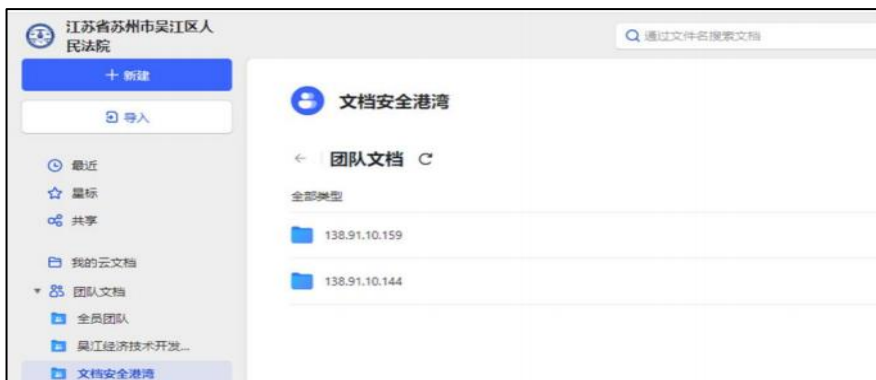 江苏省苏州市吴江区人
民法院
通过文件名搜索文档
+ 新建
导入
文档安全港湾
最近
星标
共享
团队文档
全部类型
138.91.10.159
138.91.10.144
我的云文档
团队文档
全员团队
吴江经济技术开发...
文档安全港湾